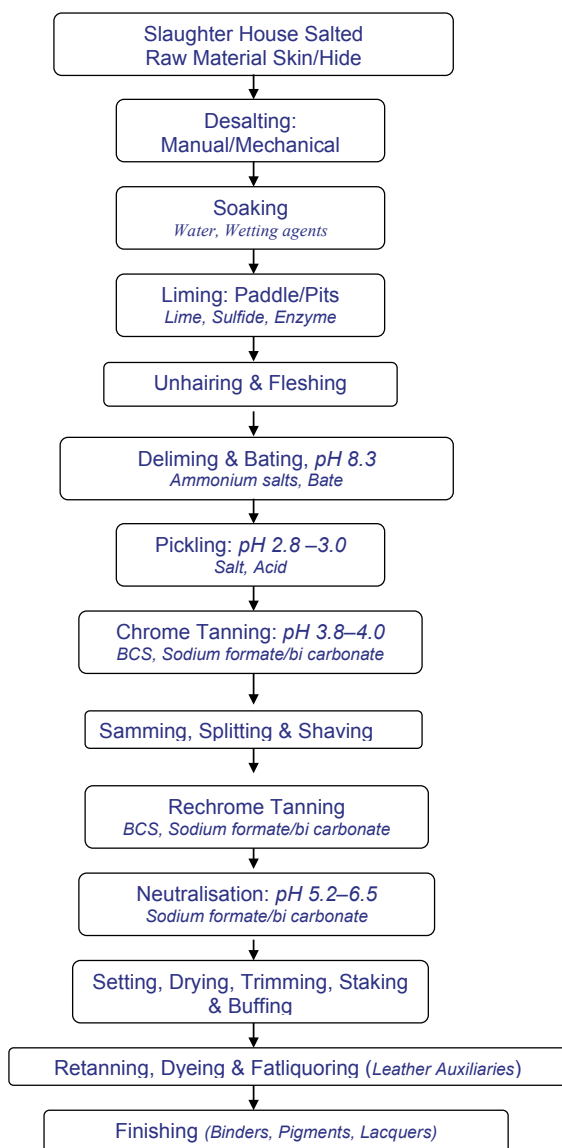 Slaughter House Salted
Raw Material Skin/Hide
Desalting:
Manual/Mechanical
Soaking
Water, Wetting agents
Liming: Paddle/Pits
Lime, Sulfide, Enzyme
Unhairing & Fleshing
Deliming & Bating, pH 8.3
Ammonium salts, Bate
Pickling: pH 2.8 –3.0
Salt, Acid
Chrome Tanning: pH 3.8–4.0
BCS, Sodium formate/bi carbonate
Samming, Splitting & Shaving
Rechrome Tanning
BCS, Sodium formate/bi carbonate
Neutralisation: pH 5.2–6.5
Sodium formate/bi carbonate
Setting, Drying, Trimming, Staking
& Buffing
Retanning, Dyeing & Fatliquoring (Leather Auxiliaries)
Finishing (Binders, Pigments, Lacquers)